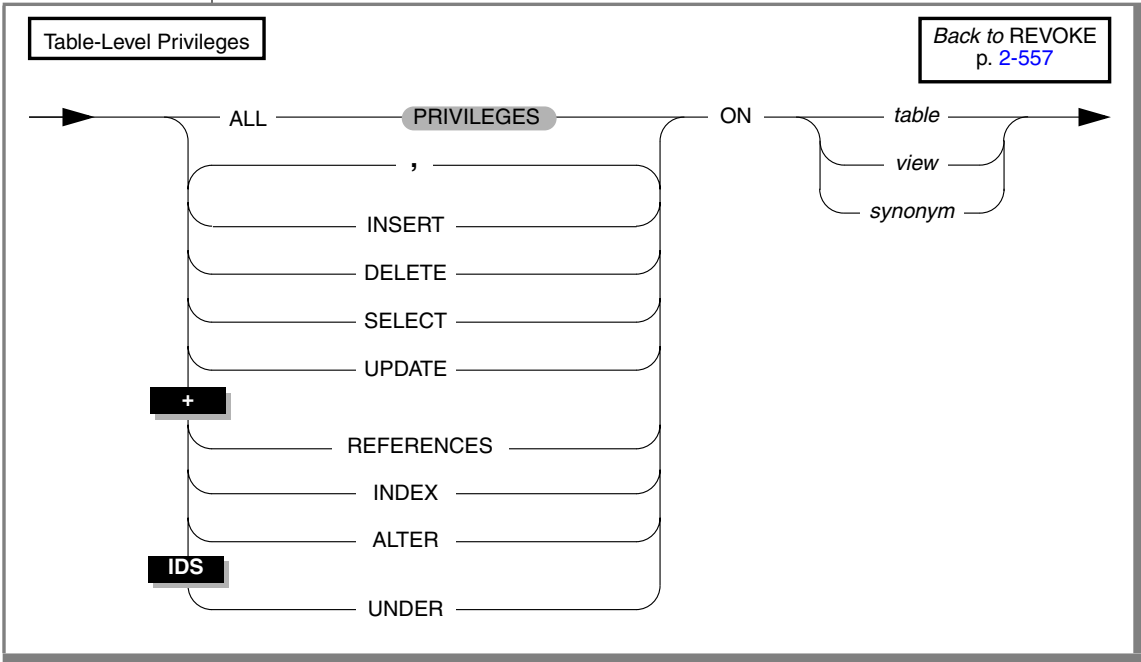 Table-Level Privileges
Back to REVOKE
p. 2-557
ALL PRIVILEGES ON table
,
view
synonym
INSERT
DELETE
SELECT
UPDATE
+
REFERENCES
INDEX
ALTER
IDS
UNDER